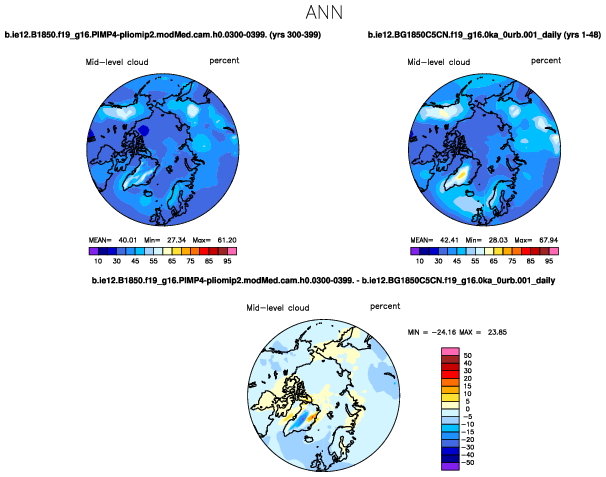 ANN
b.ie12.B1850.f19_g16.PIMP4-pliomip2.modMed.cam.h0.0300-0399. (yrs 300-399)
b.ie12.BG1850C5CN.f19_g16.0ka_0urb.001_daily (yrs 1-48)
Mid-level cloud percent
Mid-level cloud percent
MEAN= 40.01 Min= 27.34 Max= 61.20
MEAN= 42.41 Min= 28.03 Max= 67.94
10 30 45 55 65 75 85 95
10 30 45 55 65 75 85 95
b.ie12.B1850.f19_g16.PIMP4-pliomip2.modMed.cam.h0.0300-0399. - b.ie12.BG1850C5CN.f19_g16.0ka_0urb.001_daily
Mid-level cloud percent
MIN = -24.16 MAX = 23.85
50
40
30
20
15
10
5
0
-5
-10
-15
-20
-30
-40
-50